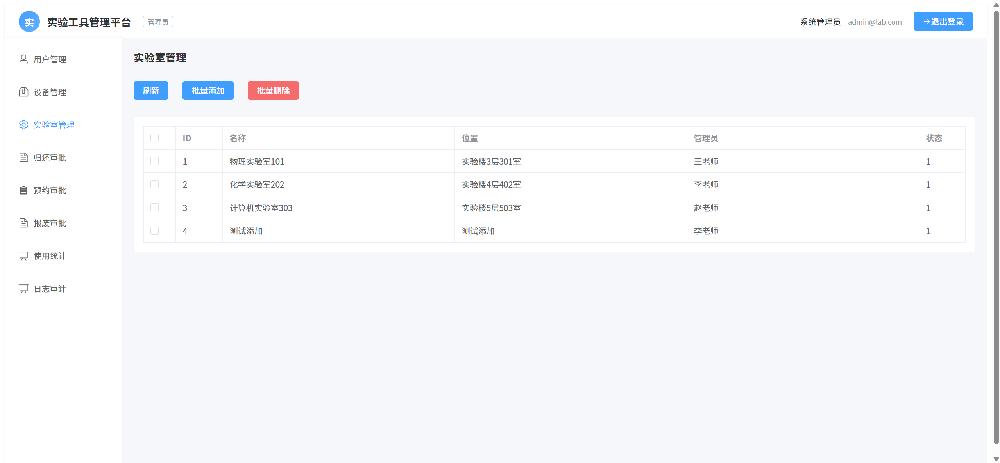 实 实验工具管理平台 管理员 系统管理员 admin@lab.com →退出登录
用户管理
设备管理
实验室管理
归还审批
预约审批
报废审批
使用统计
日志审计
实验室管理
刷新 批量添加 批量删除
ID 名称 位置 管理员 状态
1 物理实验室101 实验楼3层301室 王老师 1
2 化学实验室202 实验楼4层402室 李老师 1
3 计算机实验室303 实验楼5层503室 赵老师 1
4 测试添加 测试添加 李老师 1